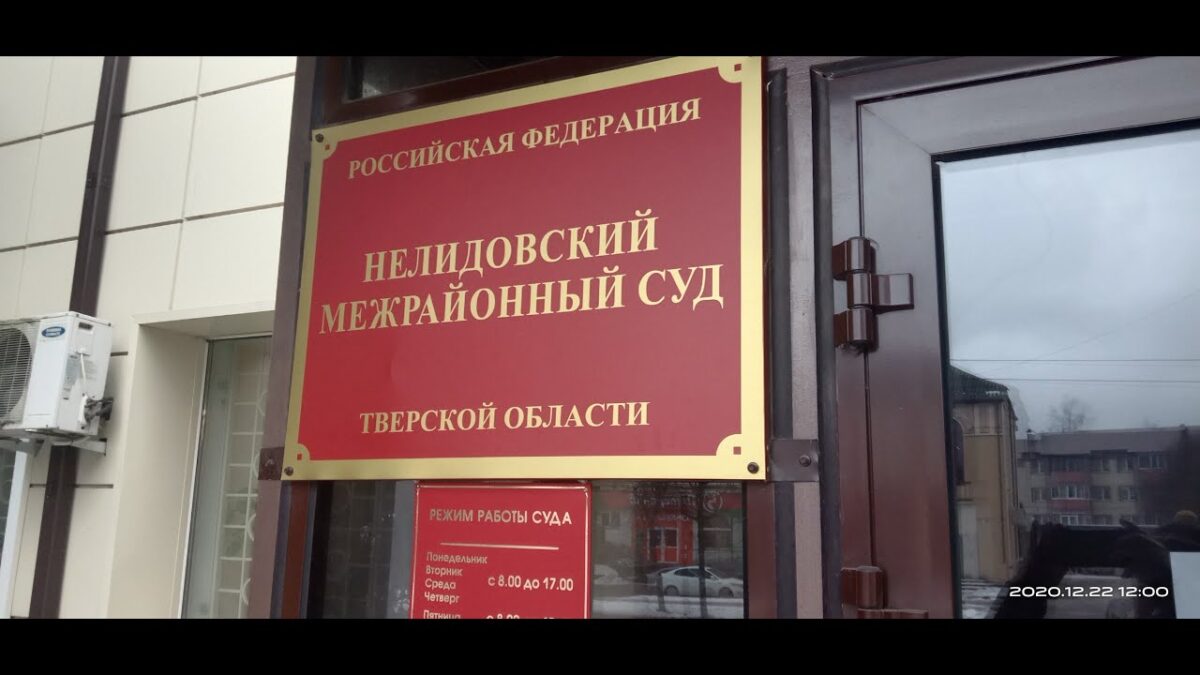 РОССИЙСКАЯ ФЕДЕРАЦИЯ
НЕЛИДОВСКИЙ
МЕЖРАЙОННЫЙ СУД
ТВЕРСКОЙ ОБЛАСТИ
РЕЖИМ РАБОТЫ СУДА
Понедельник
Вторник
Среда
Четверг
с 8.00 до 17.00
Пятница
2020.12.22 12:00